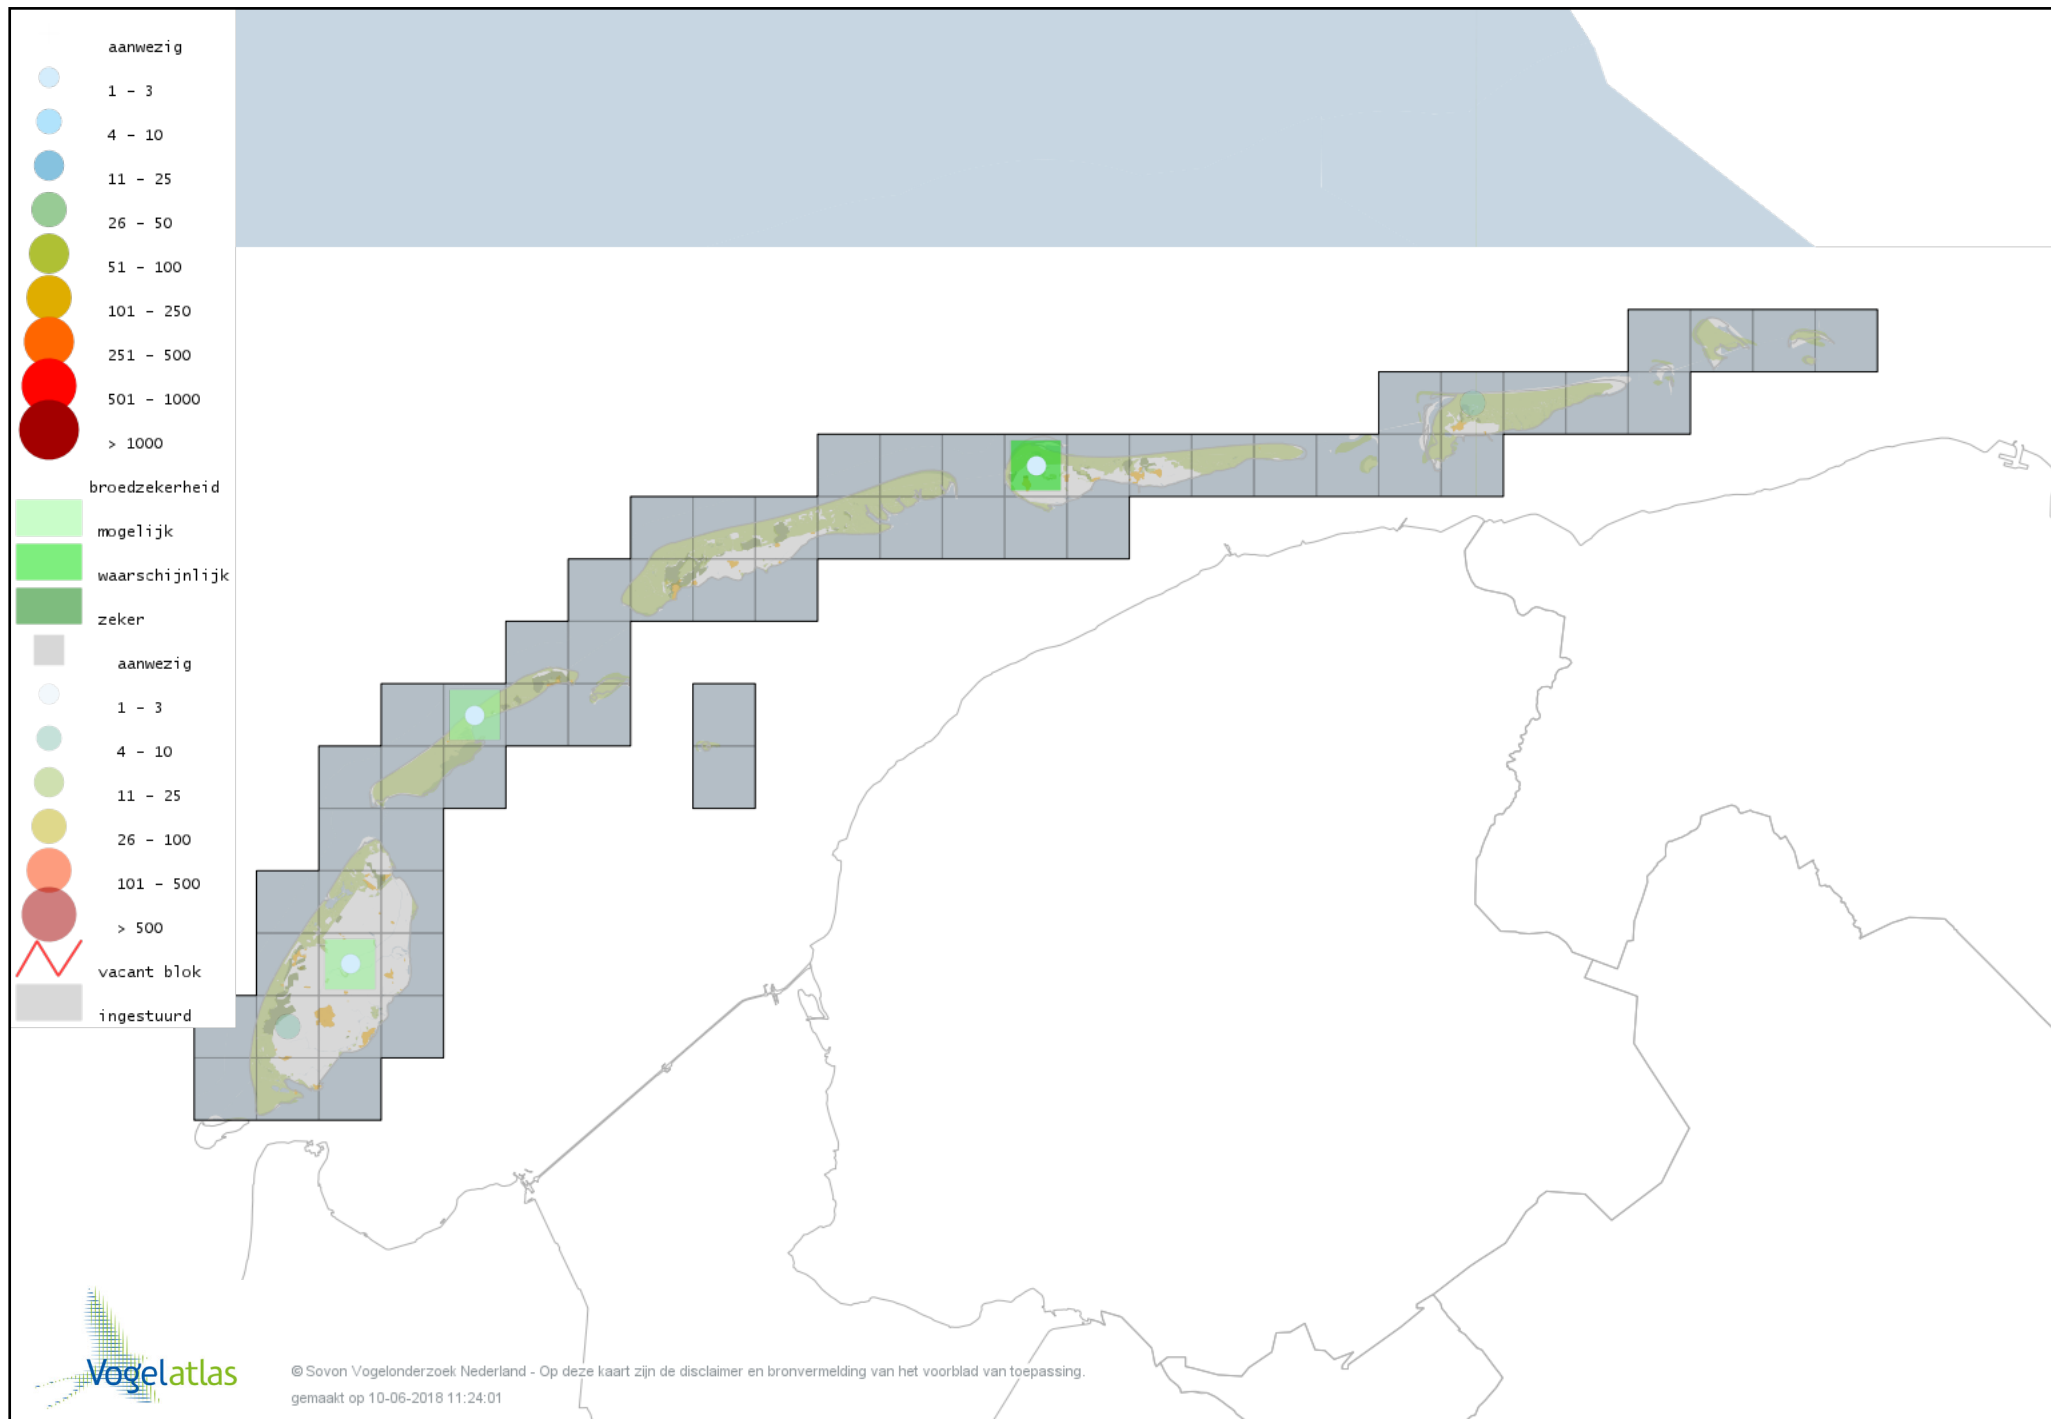 aanwezig
1 - 3
4 - 10
11 - 25
26 - 50
51 - 100
101 - 250
251 - 500
501 - 1000
> 1000
broedzekerheid
mogelijk
waarschijnlijk
zeker
aanwezig
1 - 3
4 - 10
11 - 25
26 - 100
101 - 500
> 500
vacant blok
ingestuurd
Vogelatlas
© Sovon Vogelonderzoek Nederland - Op deze kaart zijn de disclaimer en bronvermelding van het voorblad van toepassing.
gemaakt op 10-06-2018 11:24:01